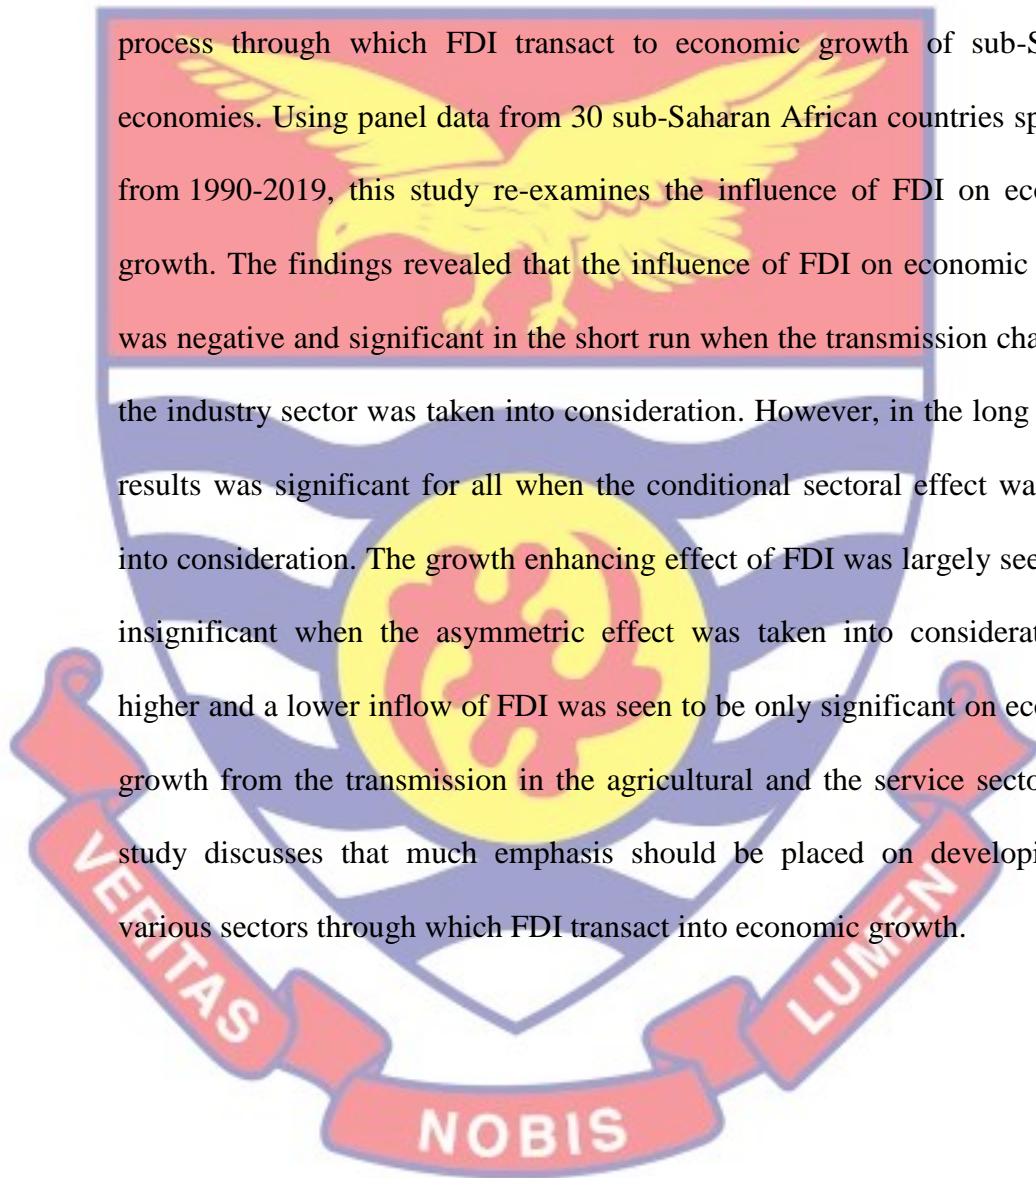 process through which FDI transact to economic growth of sub-S
economies. Using panel data from 30 sub-Saharan African countries sp
from 1990-2019, this study re-examines the influence of FDI on eco
growth. The findings revealed that the influence of FDI on economic
was negative and significant in the short run when the transmission cha
the industry sector was taken into consideration. However, in the long
results was significant for all when the conditional sectoral effect wa
into consideration. The growth enhancing effect of FDI was largely see
insignificant when the asymmetric effect was taken into considerat
higher and a lower inflow of FDI was seen to be only significant on eco
growth from the transmission in the agricultural and the service secto
study discusses that much emphasis should be placed on developi
various sectors through which FDI transact into economic growth.
VERITAS
NOBIS
LUMEN